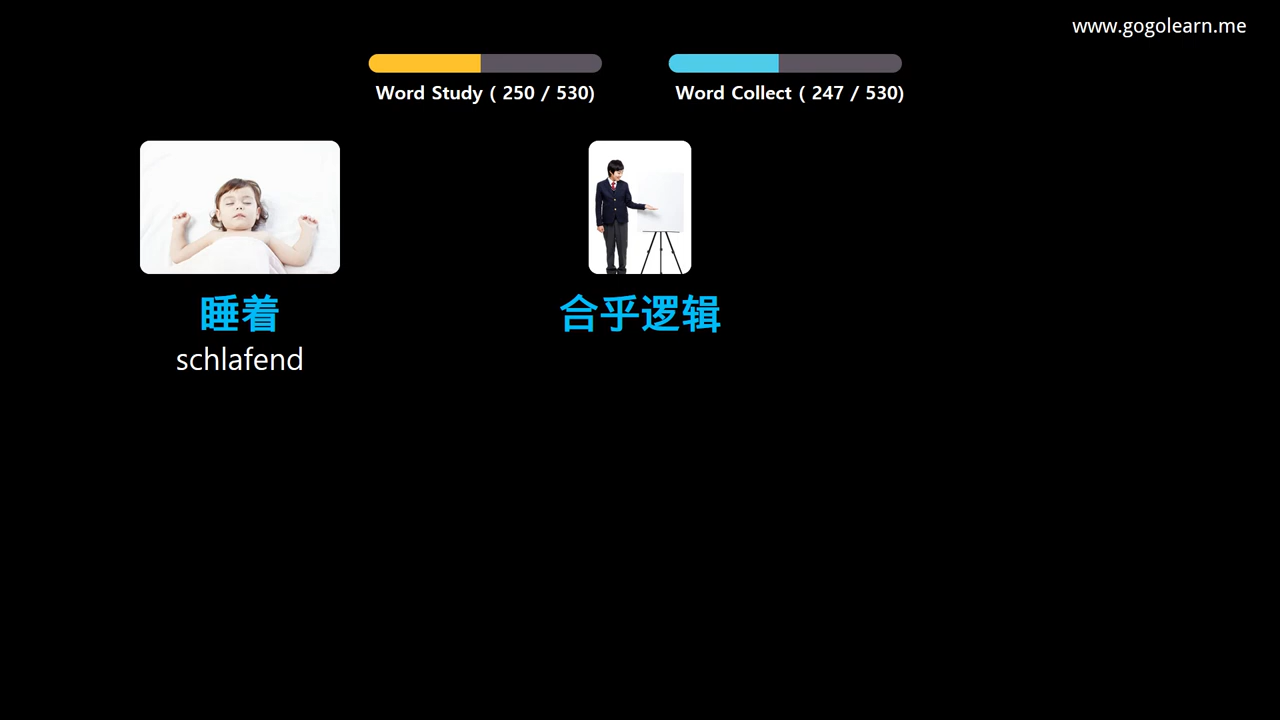 www.gogolearn.me
Word Study ( 250 / 530)
Word Collect ( 247 / 530)
睡着
schlafend
合乎逻辑